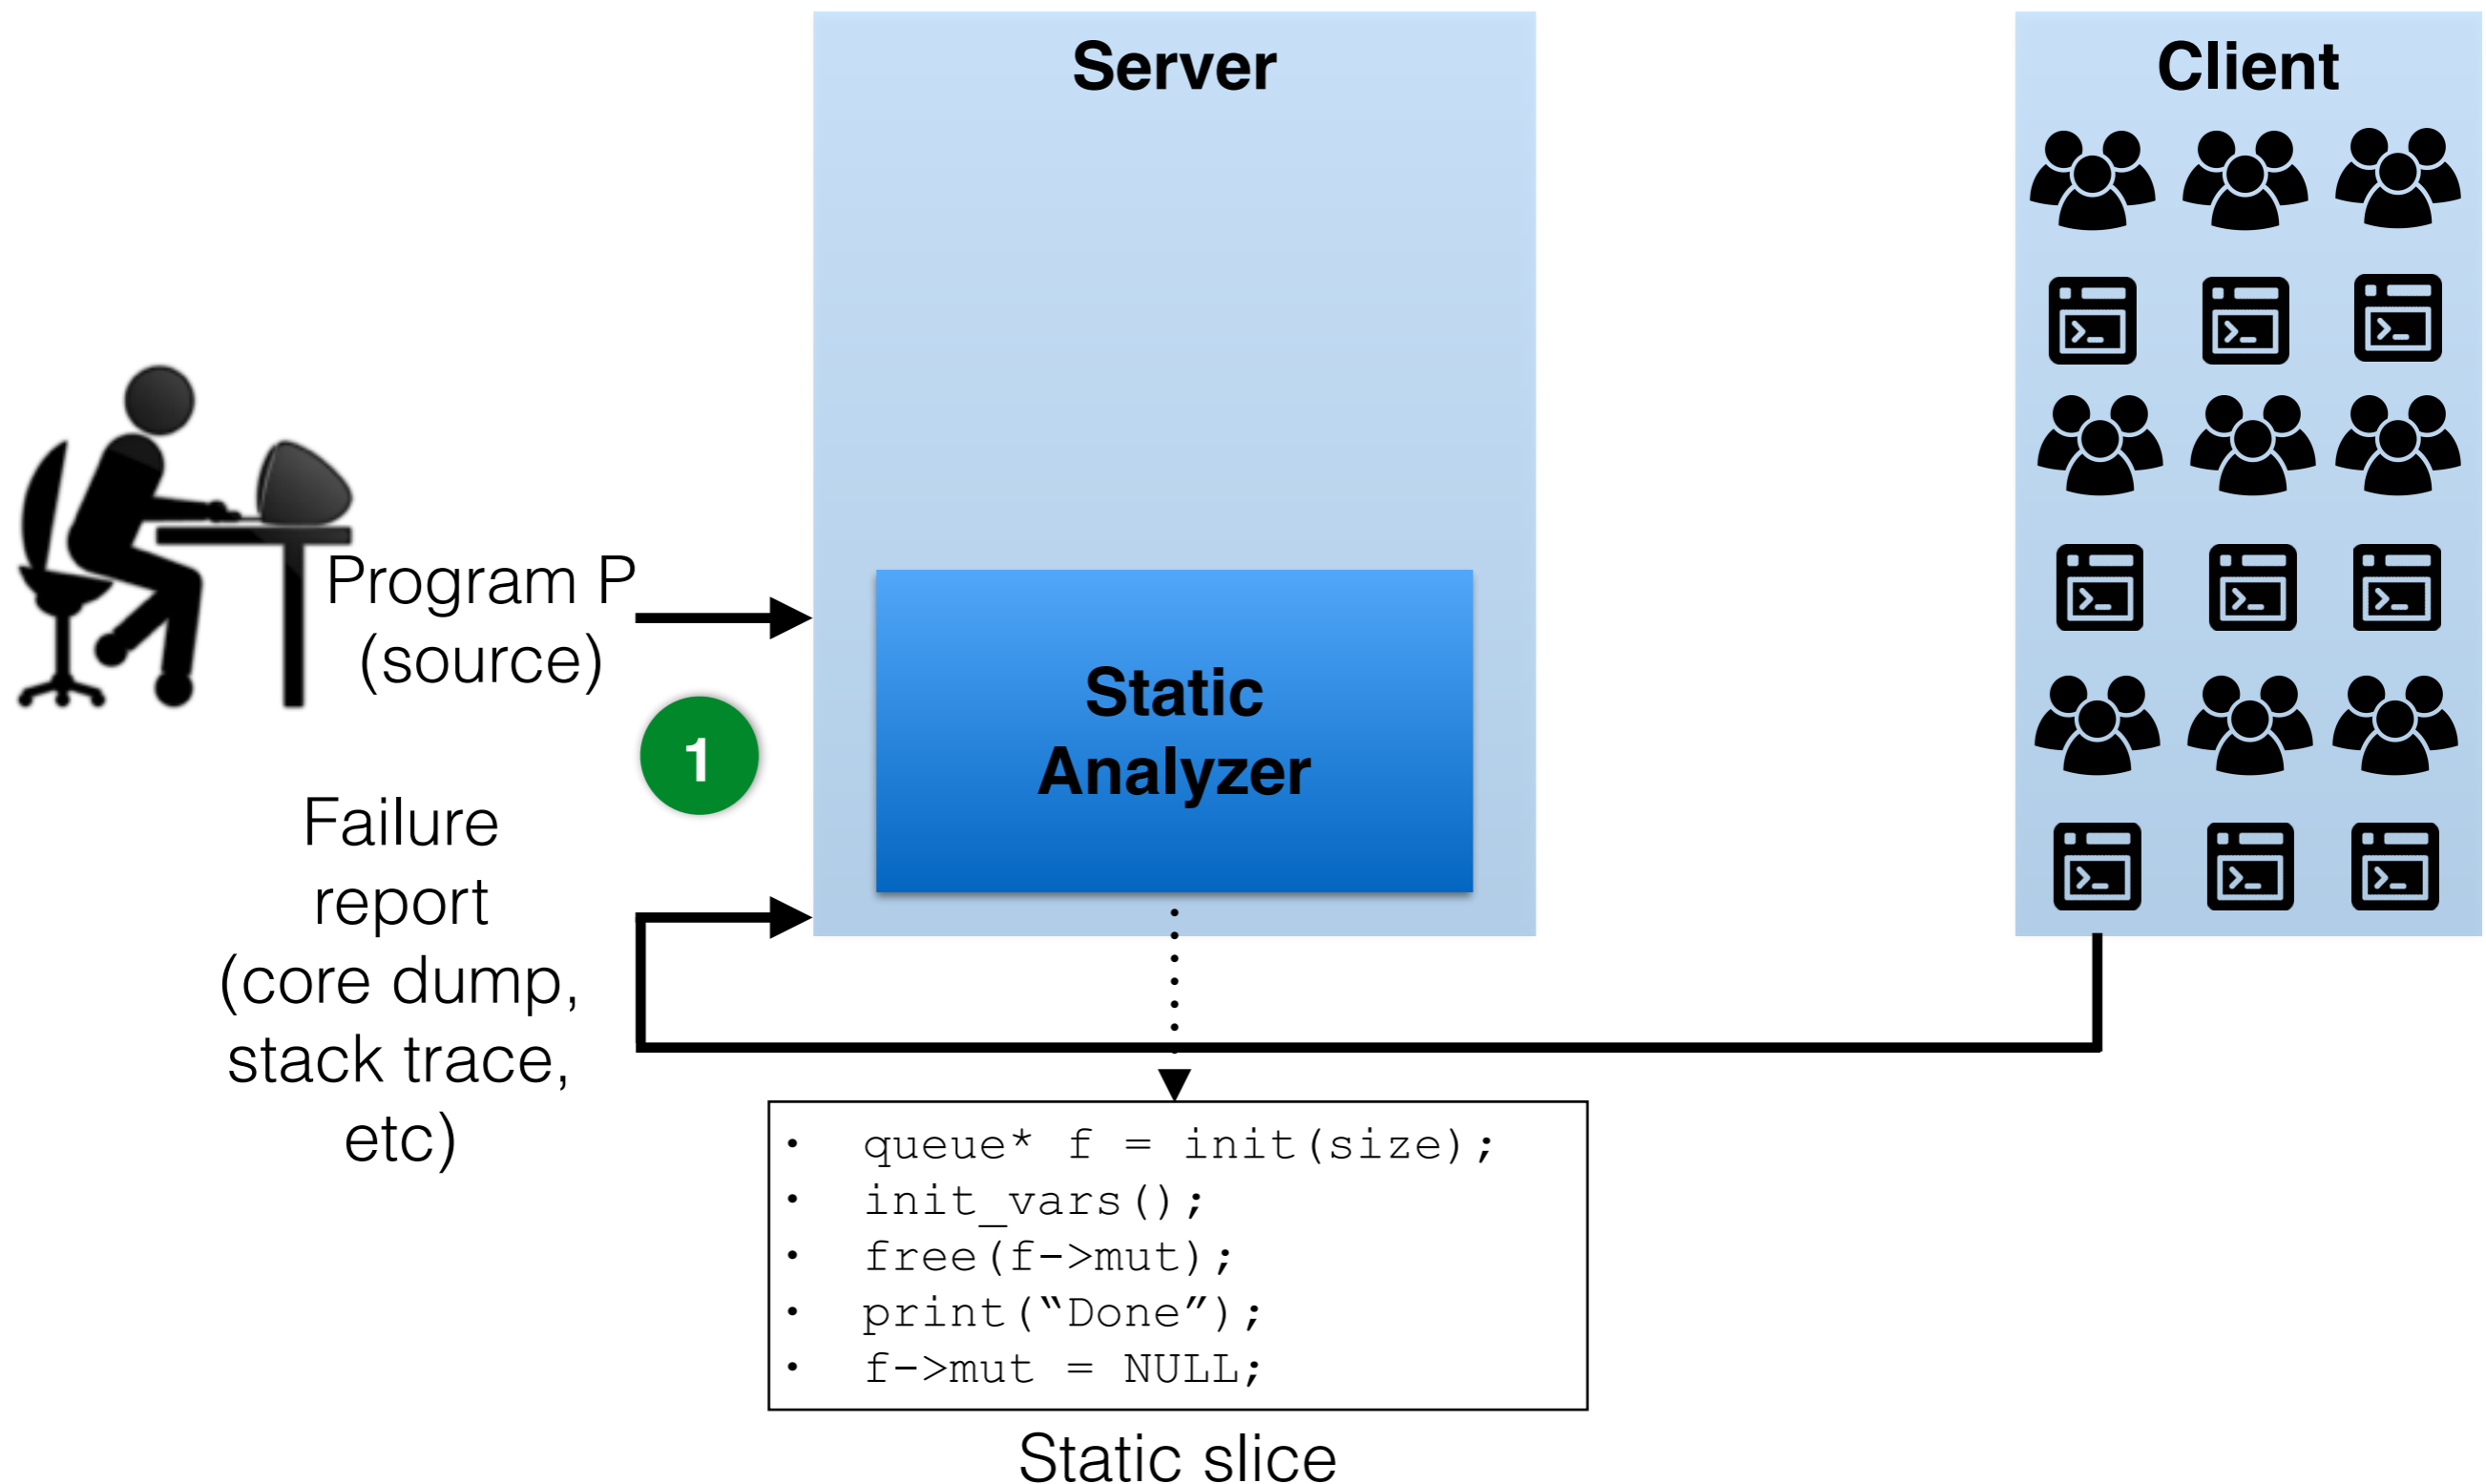 Server
Client
Program P
(source)
Static
Analyzer
1
Failure
report
(core dump,
stack trace,
etc)
• queue* f = init(size);
• init_vars();
• free(f->mut);
• print(“Done”);
• f->mut = NULL;
Static slice